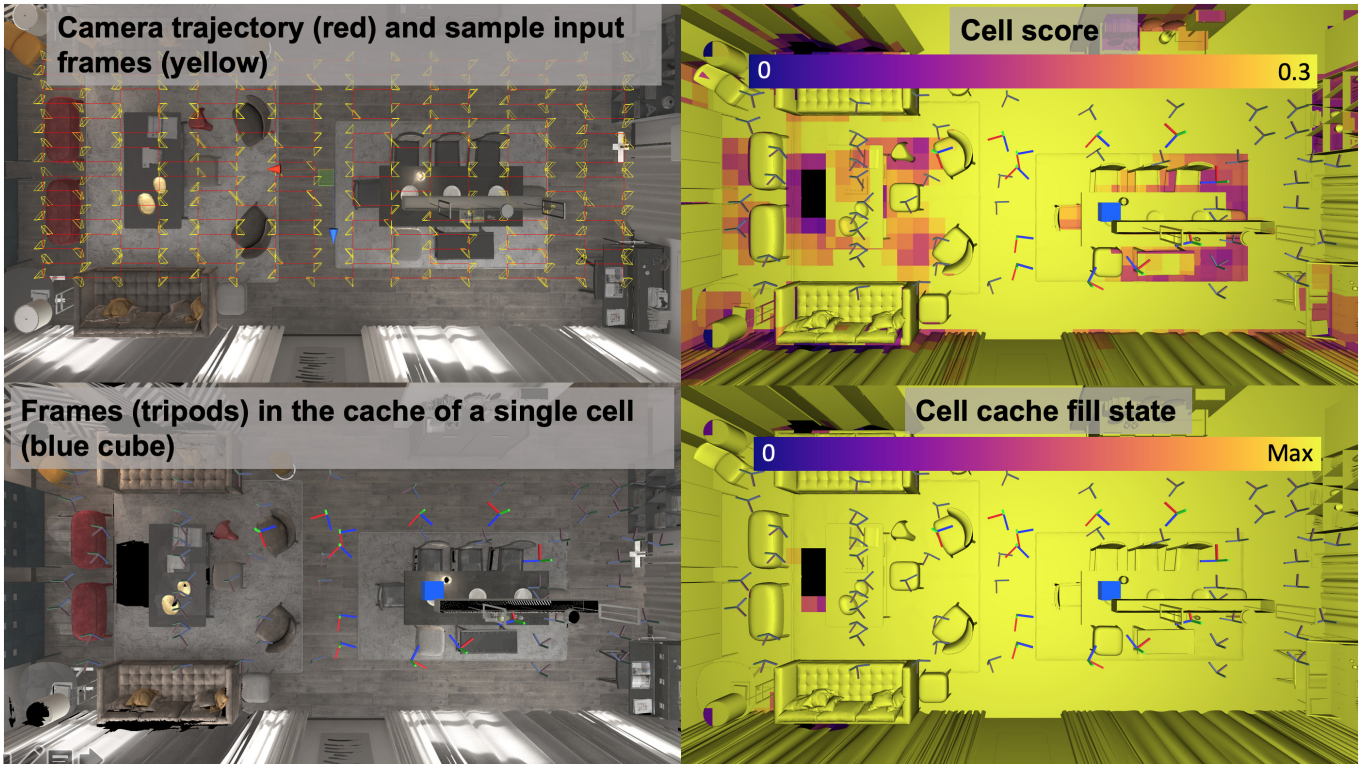 Camera trajectory (red) and sample input
frames (yellow)
Cell score
0
0.3
Frames (tripods) in the cache of a single cell
(blue cube)
Cell cache fill state
0
Max